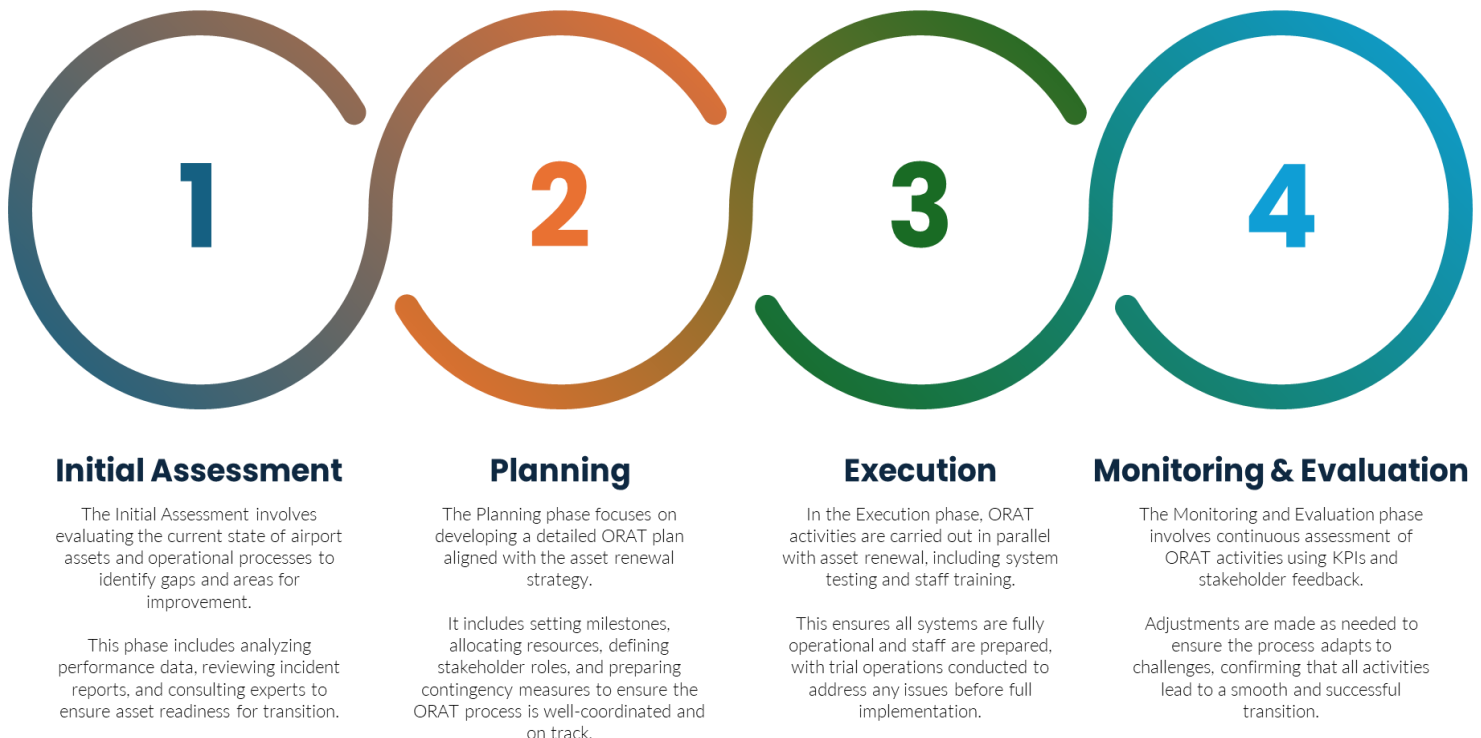 1
2
3
4
Initial Assessment
The Initial Assessment involves
evaluating the current state of airport
assets and operational processes to
identify gaps and areas for
improvement.
This phase includes analyzing
performance data, reviewing incident
reports, and consulting experts to
ensure asset readiness for transition.
Planning
The Planning phase focuses on
developing a detailed ORAT plan
aligned with the asset renewal
strategy.
It includes setting milestones,
allocating resources, defining
stakeholder roles, and preparing
contingency measures to ensure the
ORAT process is well-coordinated and
on track.
Execution
In the Execution phase, ORAT
activities are carried out in parallel
with asset renewal, including system
testing and staff training.
This ensures all systems are fully
operational and staff are prepared,
with trial operations conducted to
address any issues before full
implementation.
Monitoring & Evaluation
The Monitoring and Evaluation phase
involves continuous assessment of
ORAT activities using KPIs and
stakeholder feedback.
Adjustments are made as needed to
ensure the process adapts to
challenges, confirming that all activities
lead to a smooth and successful
transition.